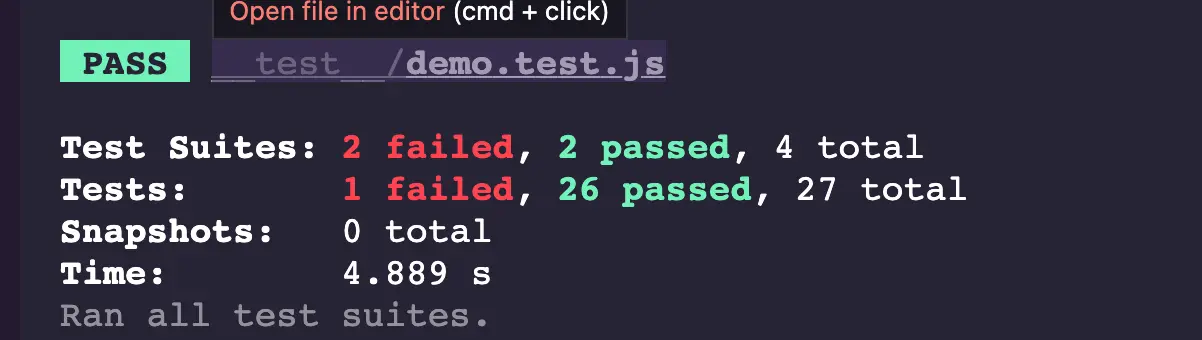 Open file in editor (cmd + click)
PASS __test__/demo.test.js
Test Suites: 2 failed, 2 passed, 4 total
Tests: 1 failed, 26 passed, 27 total
Snapshots: 0 total
Time: 4.889 s
Ran all test suites.